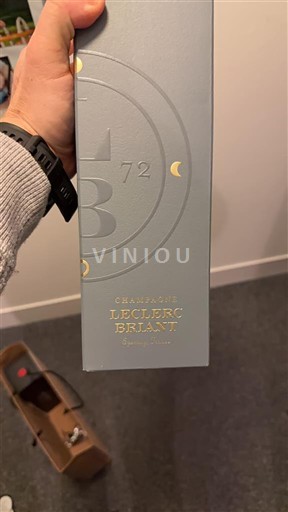 L
B
72
VINIOU
CHAMPAGNE
LECLERC
BRIANT